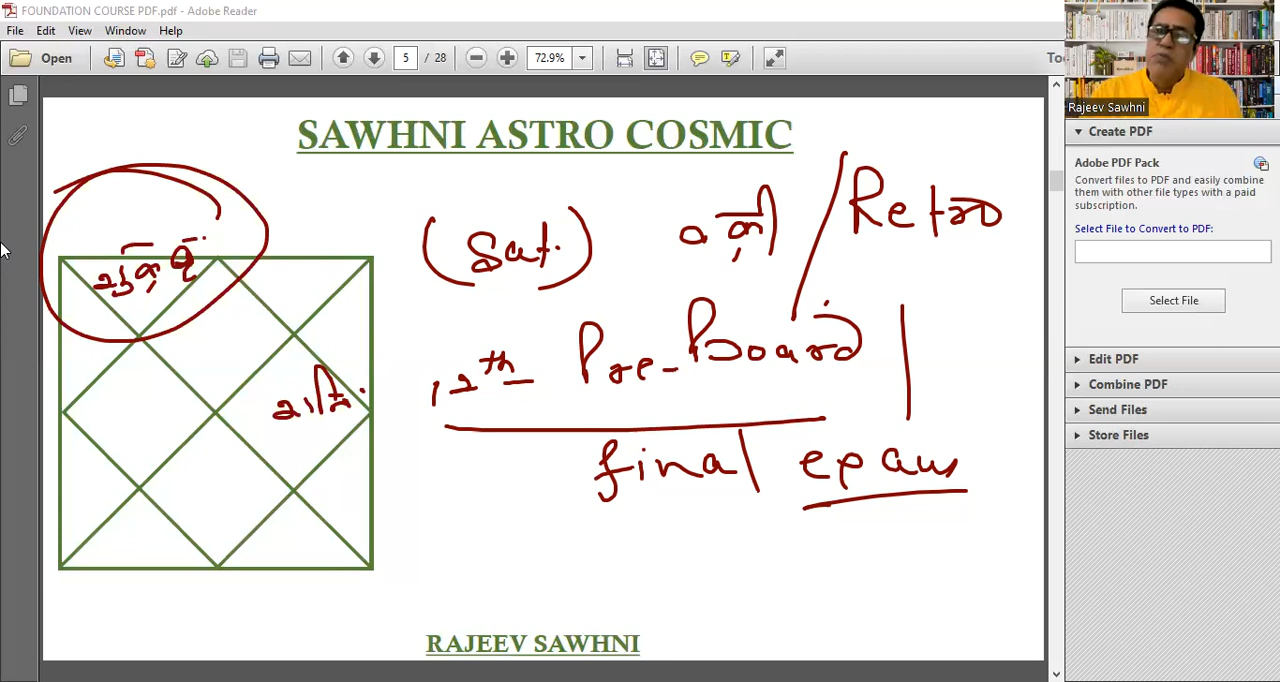 FOUNDATION COURSE PDF.pdf - Adobe Reader
File Edit View Window Help
Open 5 / 28 72.9% To
Rajeev Sawhni
Create PDF
Adobe PDF Pack
Convert files to PDF and easily combine
them with other file types with a paid
subscription.
Select File to Convert to PDF:
Select File
Edit PDF
Combine PDF
Send Files
Store Files
SAWHNI ASTRO COSMIC
(Sat.) / Retro
12th Pre-Board
final
RAJEEV SAWHNI